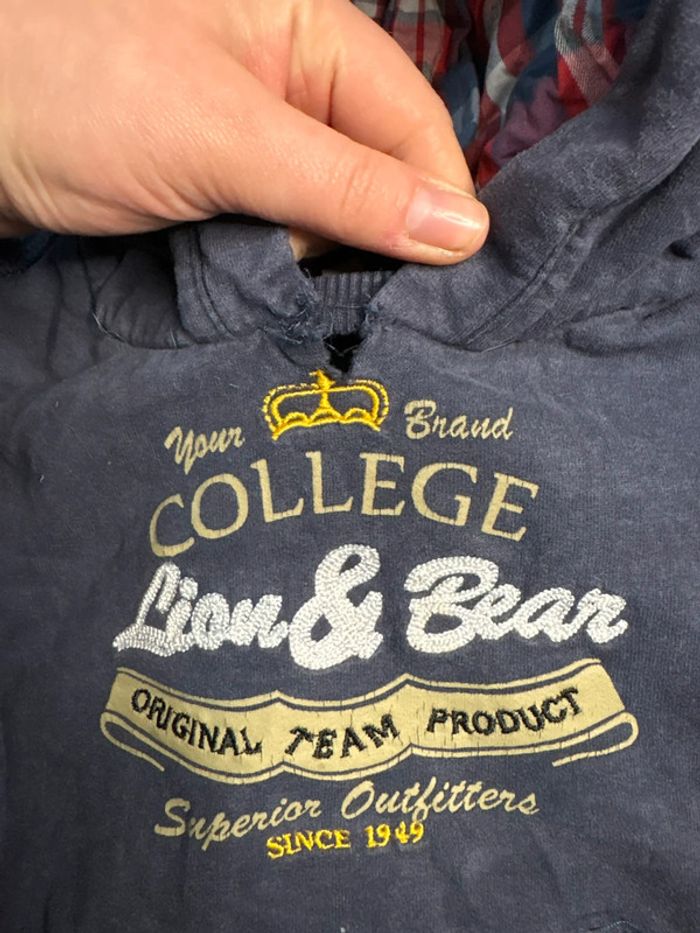 Your Brand
COLLEGE
Lion & Bear
ORIGINAL TEAM PRODUCT
Superior Outfitters
SINCE 1949